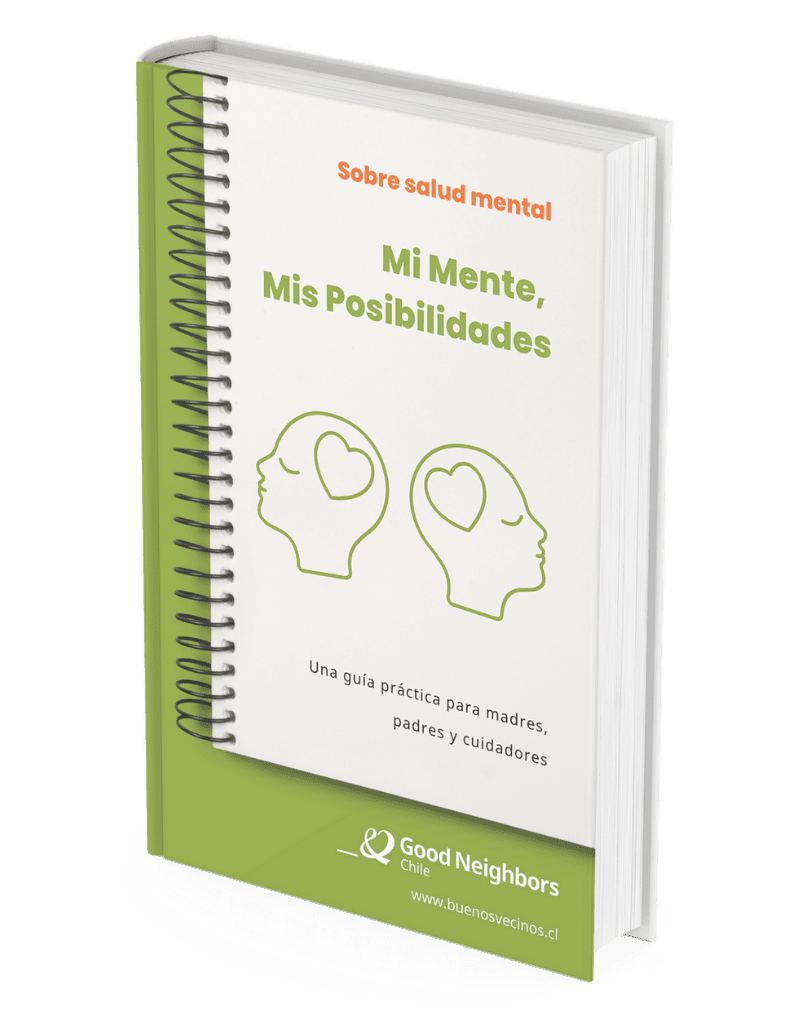 Sobre salud mental
Mi Mente,
Mis Posibilidades
Una guía práctica para madres,
padres y cuidadores
Good Neighbors
Chile
www.buenosvecinos.cl